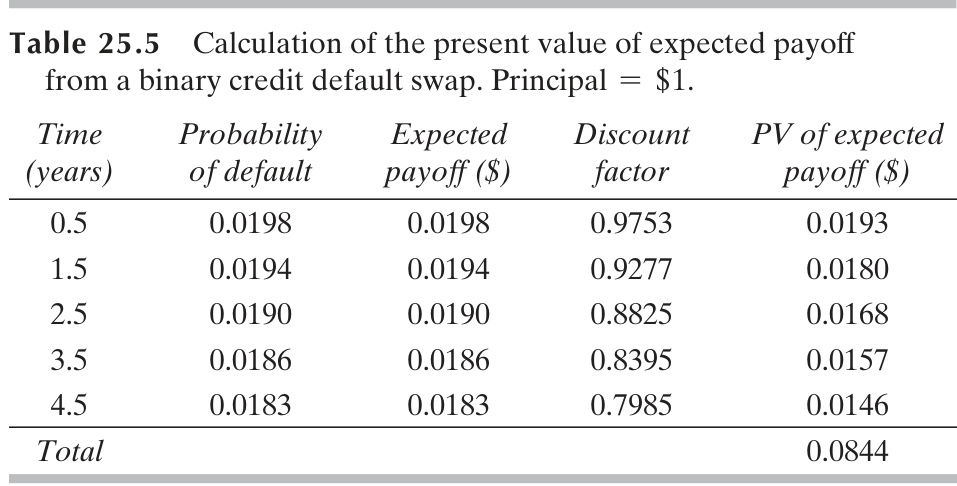 Table 25.5 Calculation of the present value of expected payoff
from a binary credit default swap. Principal = $1.
Time Probability Expected Discount PV of expected
(years) of default payoff ($) factor payoff ($)
0.5 0.0198 0.0198 0.9753 0.0193
1.5 0.0194 0.0194 0.9277 0.0180
2.5 0.0190 0.0190 0.8825 0.0168
3.5 0.0186 0.0186 0.8395 0.0157
4.5 0.0183 0.0183 0.7985 0.0146
Total 0.0844